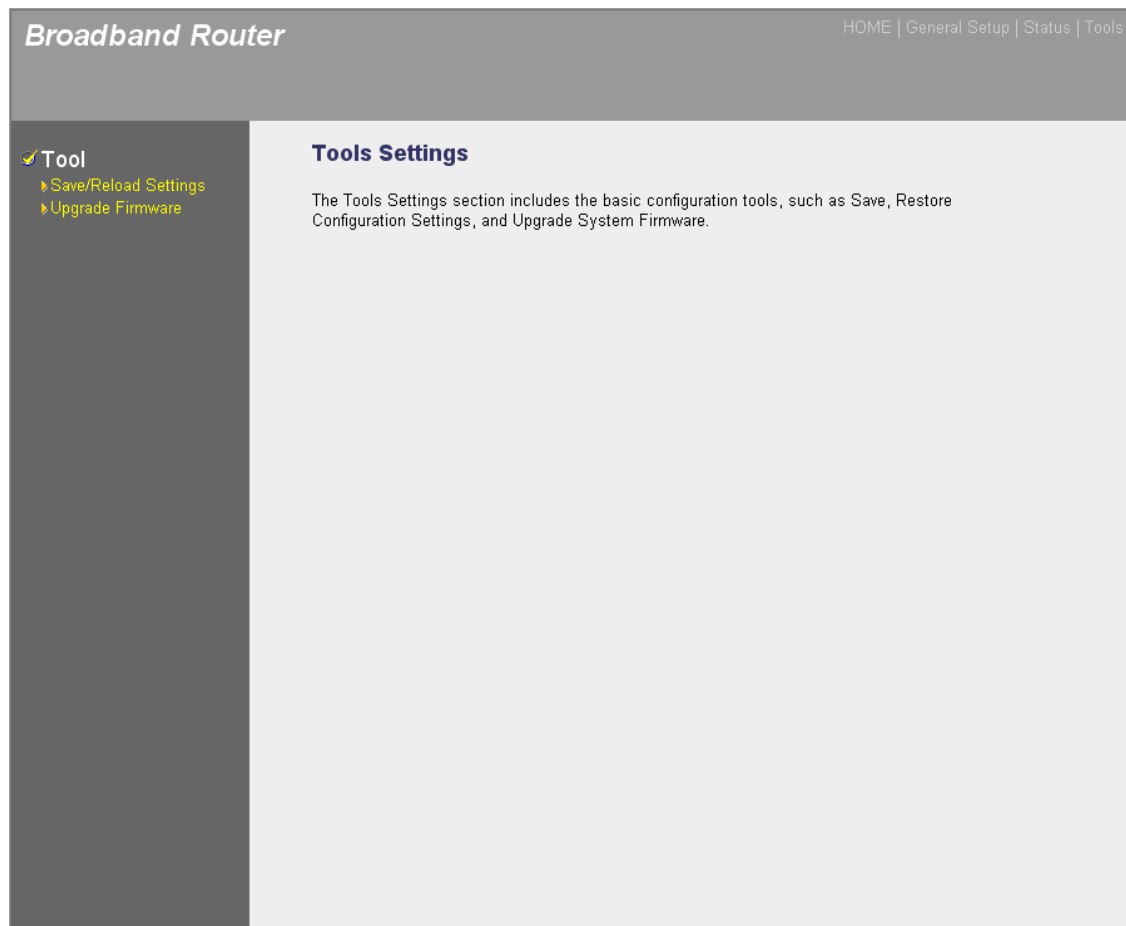 Broadband Router
HOME | General Setup | Status | Tools
Tool
Save/Reload Settings
Upgrade Firmware
Tools Settings
The Tools Settings section includes the basic configuration tools, such as Save, Restore
Configuration Settings, and Upgrade System Firmware.